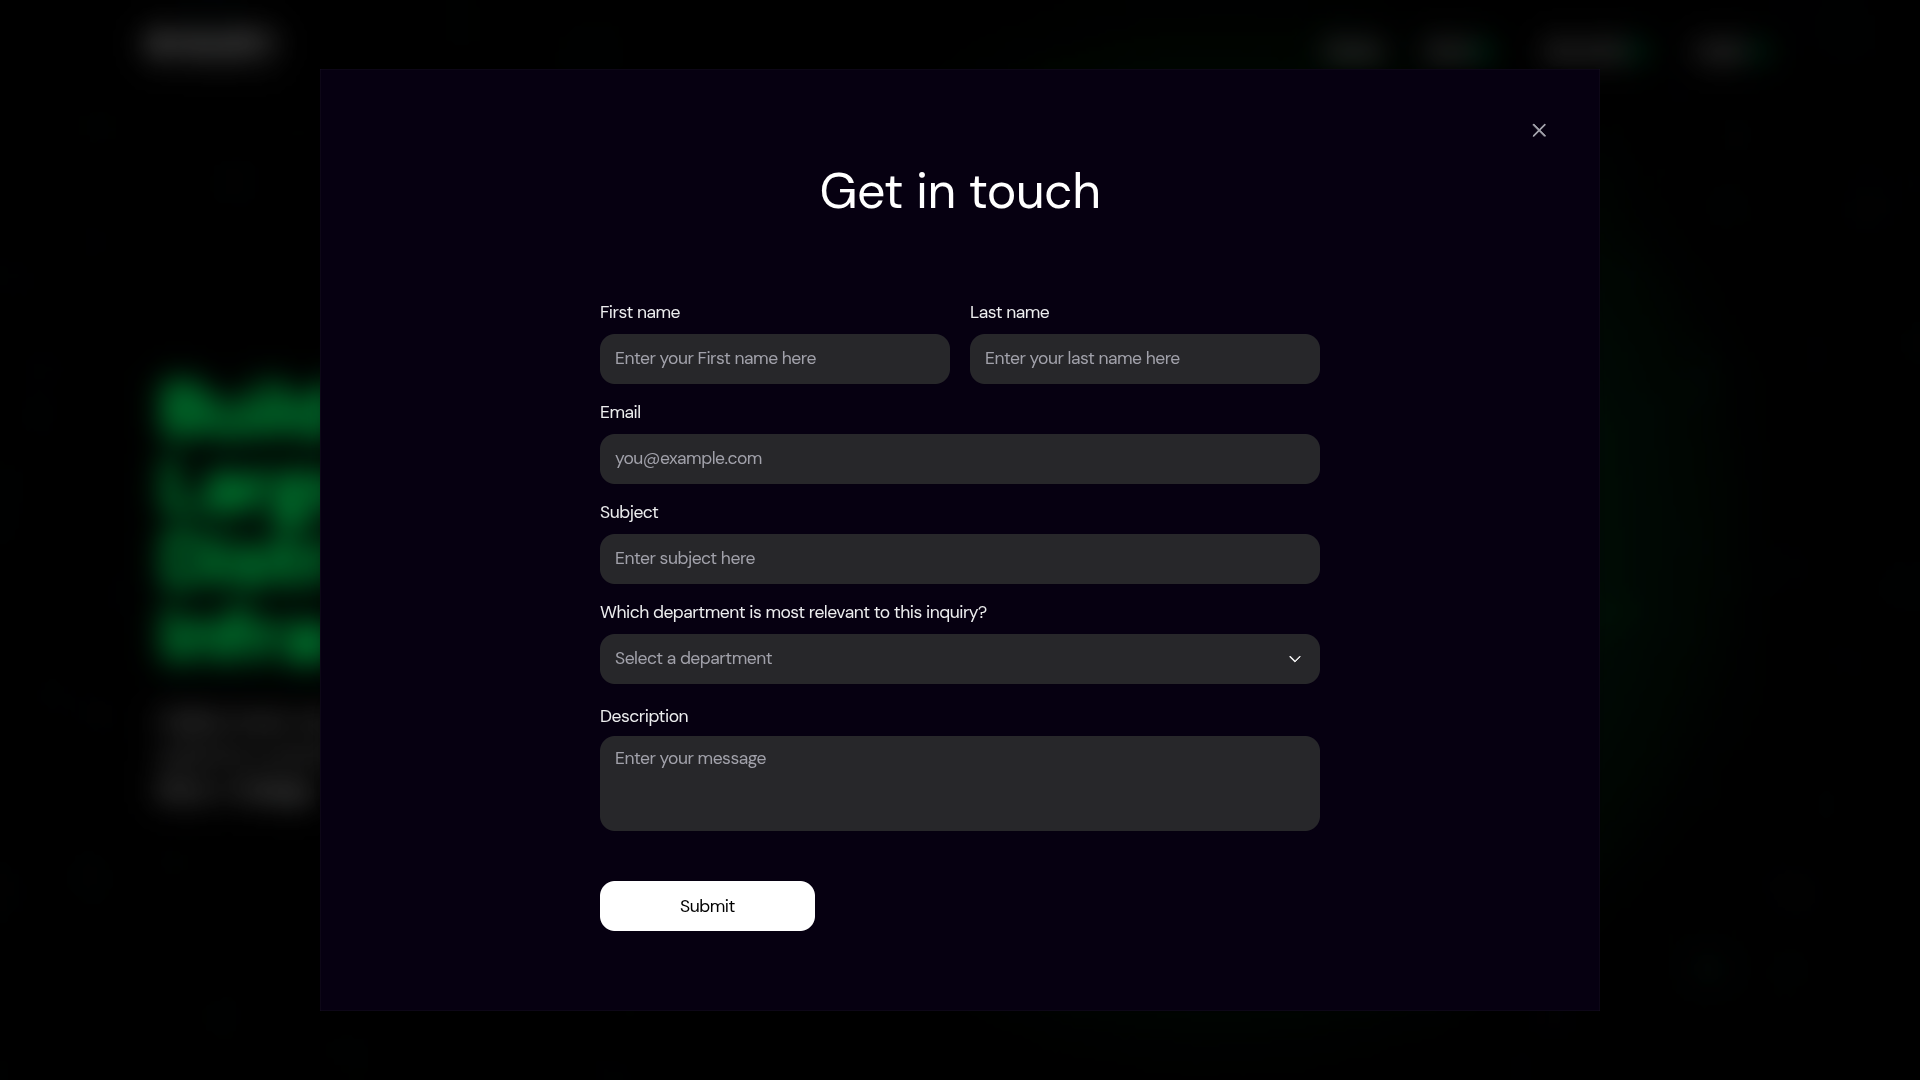 Get in touch
First name
Last name
Enter your First name here
Enter your last name here
Email
you@example.com
Subject
Enter subject here
Which department is most relevant to this inquiry?
Select a department
Description
Enter your message
Submit